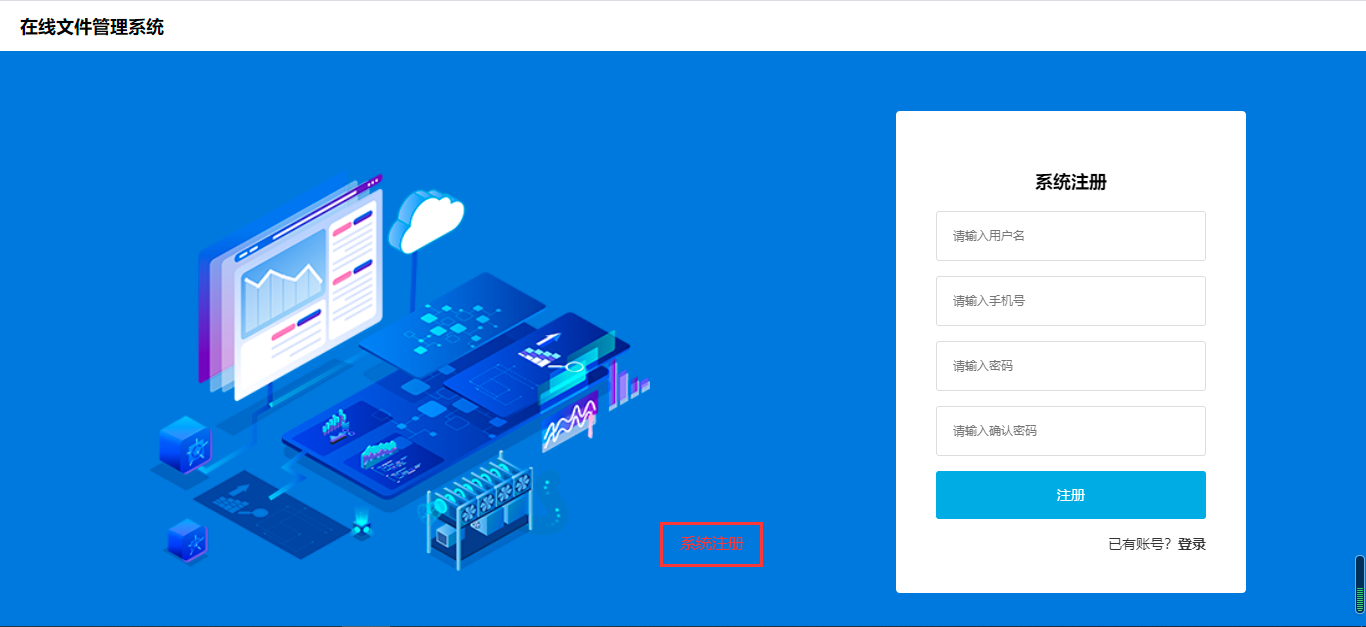 在线文件管理系统
系统注册
请输入用户名
请输入手机号
请输入密码
请输入确认密码
注册
已有账号？登录
系统注册